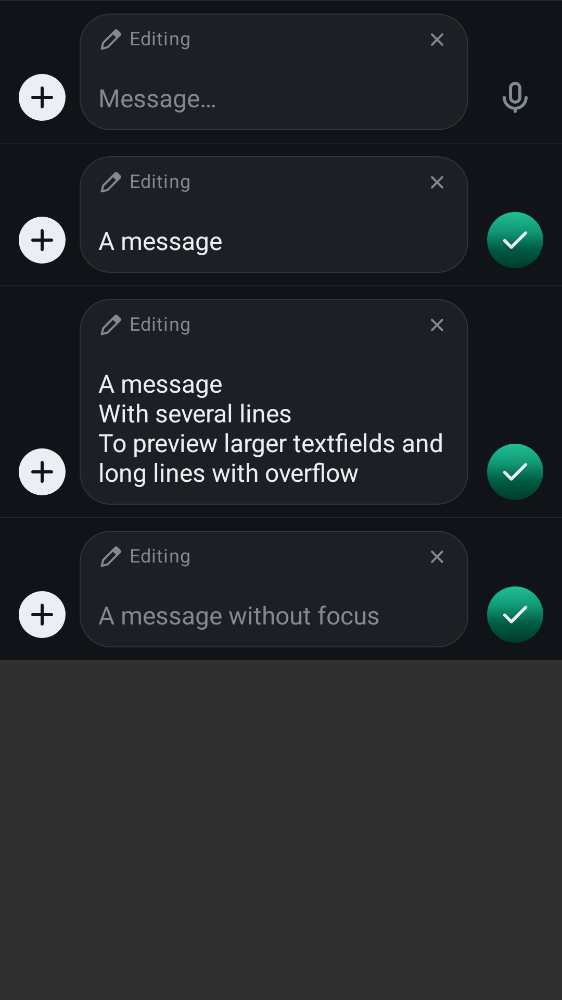 Editing
Message…
Editing
A message
Editing
A message
With several lines
To preview larger textfields and
long lines with overflow
Editing
A message without focus